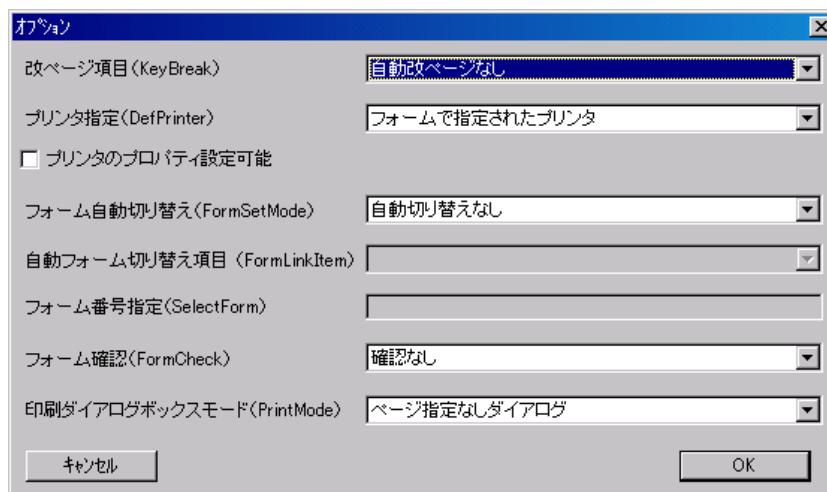 オプション
改ページ項目(KeyBreak) 自動改ページなし
プリンタ指定(DefPrinter) フォームで指定されたプリンタ
プリンタのプロパティ設定可能
フォーム自動切り替え(FormSetMode) 自動切り替えなし
自動フォーム切り替え項目 (FormLinkItem)
フォーム番号指定(SelectForm)
フォーム確認(FormCheck) 確認なし
印刷ダイアログボックスモード(PrintMode) ページ指定なしダイアログ
キャンセル OK